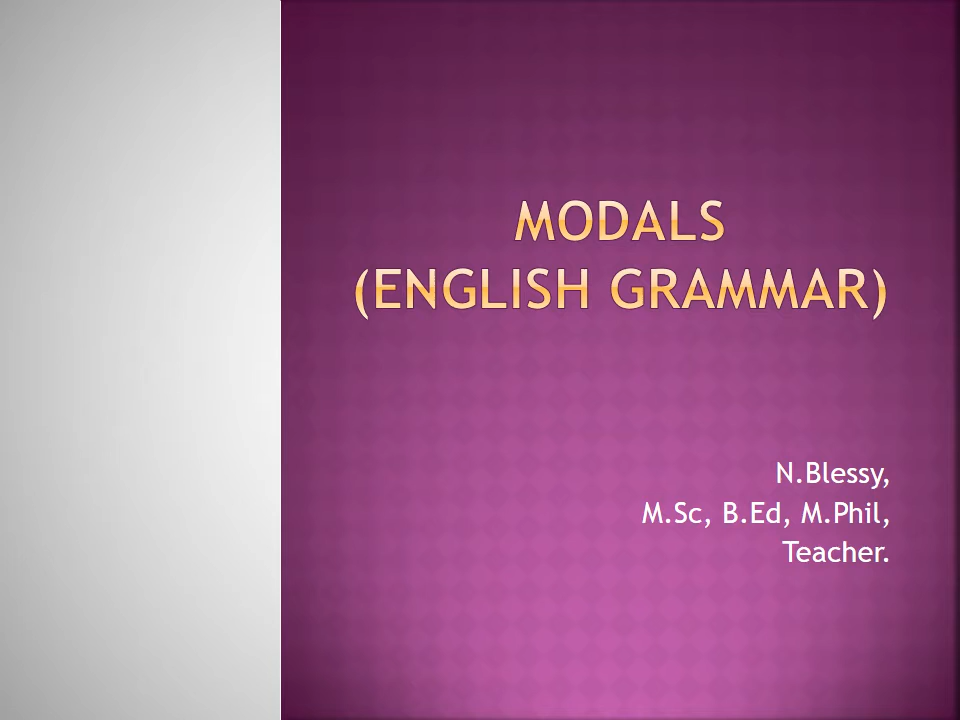 MODALS
(ENGLISH GRAMMAR)
N.Blessy,
M.Sc, B.Ed, M.Phil,
Teacher.